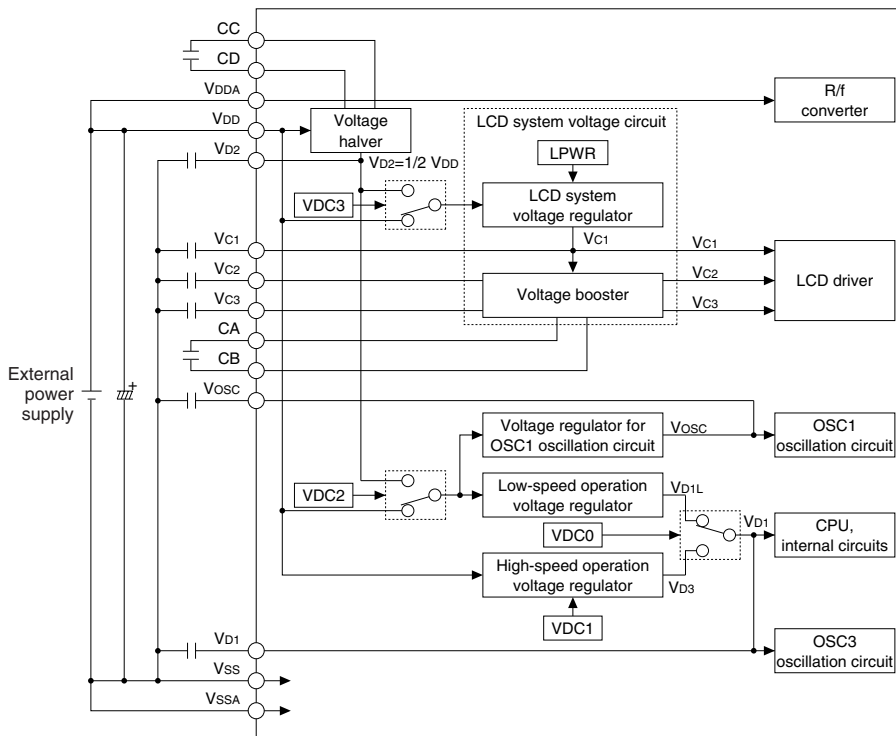 CC
CD
VDDA
VDD
VD2
VC1
VC2
VC3
CA
CB
VOSC
VD1
VSS
VSSA
External
power
supply
+
Voltage
halver
VD2=1/2 VDD
VDC3
LCD system voltage circuit
LPWR
LCD system
voltage regulator
VC1
Voltage booster
VC1
VC2
VC3
R/f
converter
LCD driver
VDC2
Voltage regulator for
OSC1 oscillation circuit
VOSC
OSC1
oscillation circuit
Low-speed operation
voltage regulator
VD1L
VDC0
VD1
CPU,
internal circuits
High-speed operation
voltage regulator
VD3
VDC1
OSC3
oscillation circuit